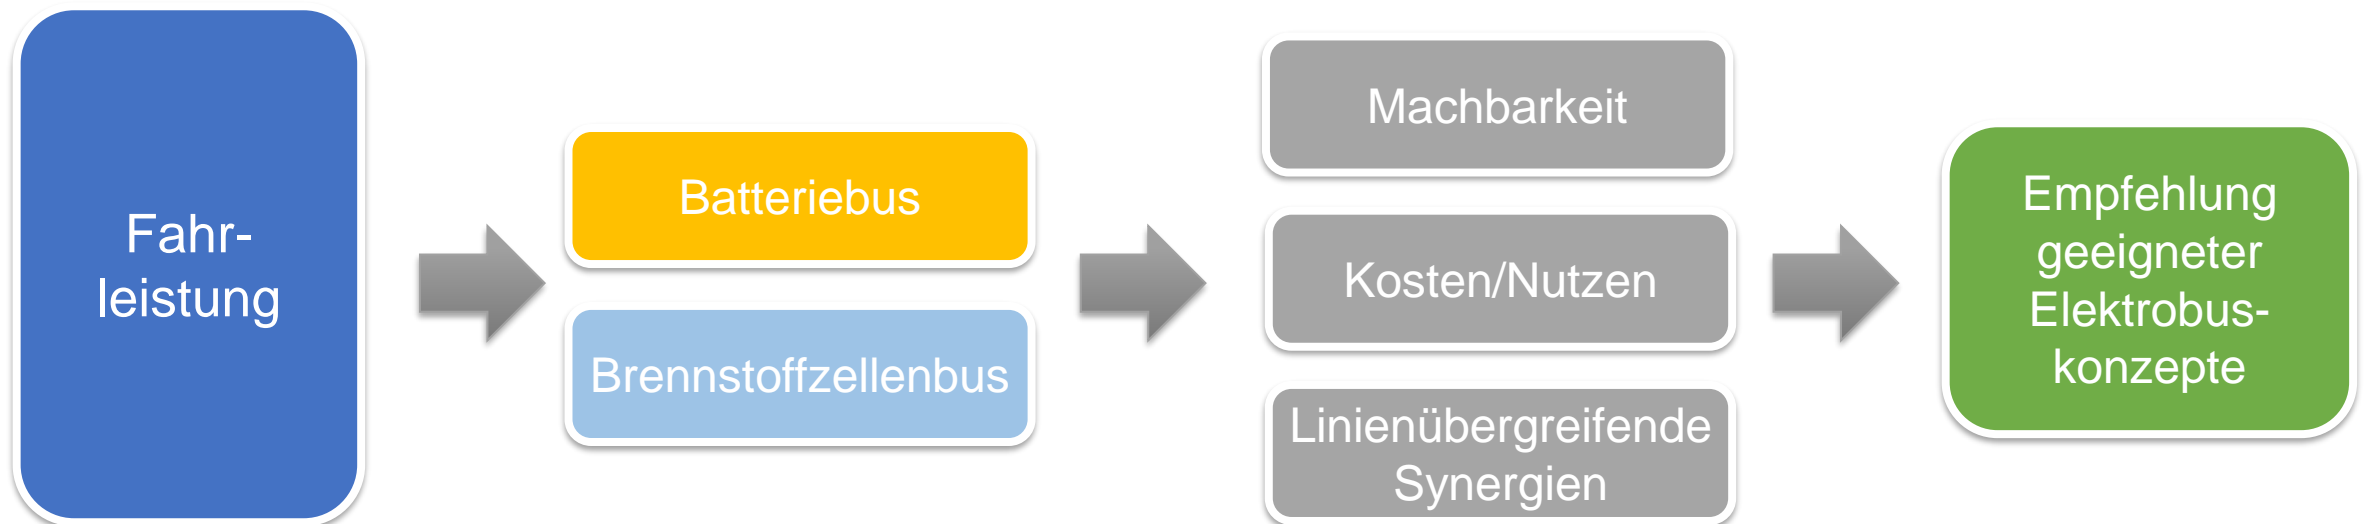 Fahr-
leistung
Batteriebus
Brennstoffzellenbus
Machbarkeit
Kosten/Nutzen
Linienübergreifende
Synergien
Empfehlung
geeigneter
Elektrobus-
konzepte